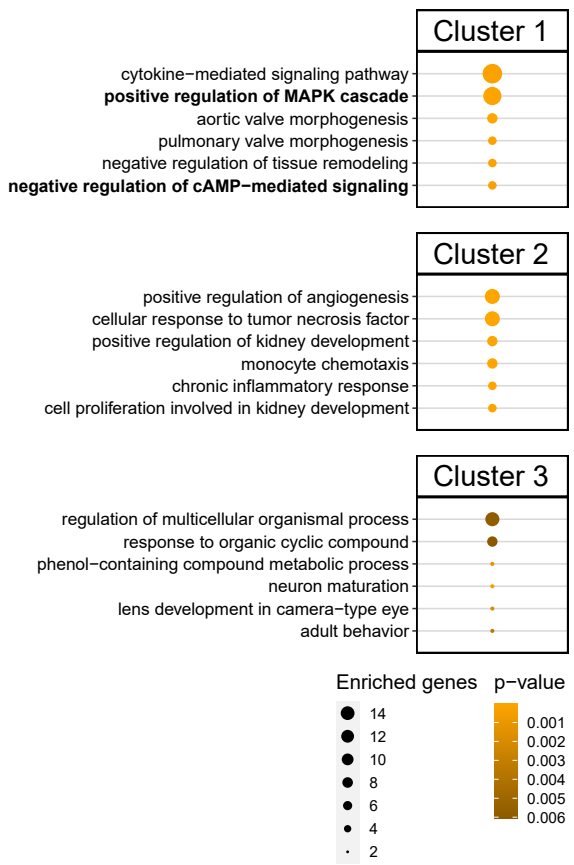 Cluster 1
cytokine−mediated signaling pathway
positive regulation of MAPK cascade
aortic valve morphogenesis
pulmonary valve morphogenesis
negative regulation of tissue remodeling
negative regulation of cAMP−mediated signaling
Cluster 2
positive regulation of angiogenesis
cellular response to tumor necrosis factor
positive regulation of kidney development
monocyte chemotaxis
chronic inflammatory response
cell proliferation involved in kidney development
Cluster 3
regulation of multicellular organismal process
response to organic cyclic compound
phenol−containing compound metabolic process
neuron maturation
lens development in camera−type eye
adult behavior
Enriched genes
14
12
10
8
6
4
2
p−value
0.001
0.002
0.003
0.004
0.005
0.006